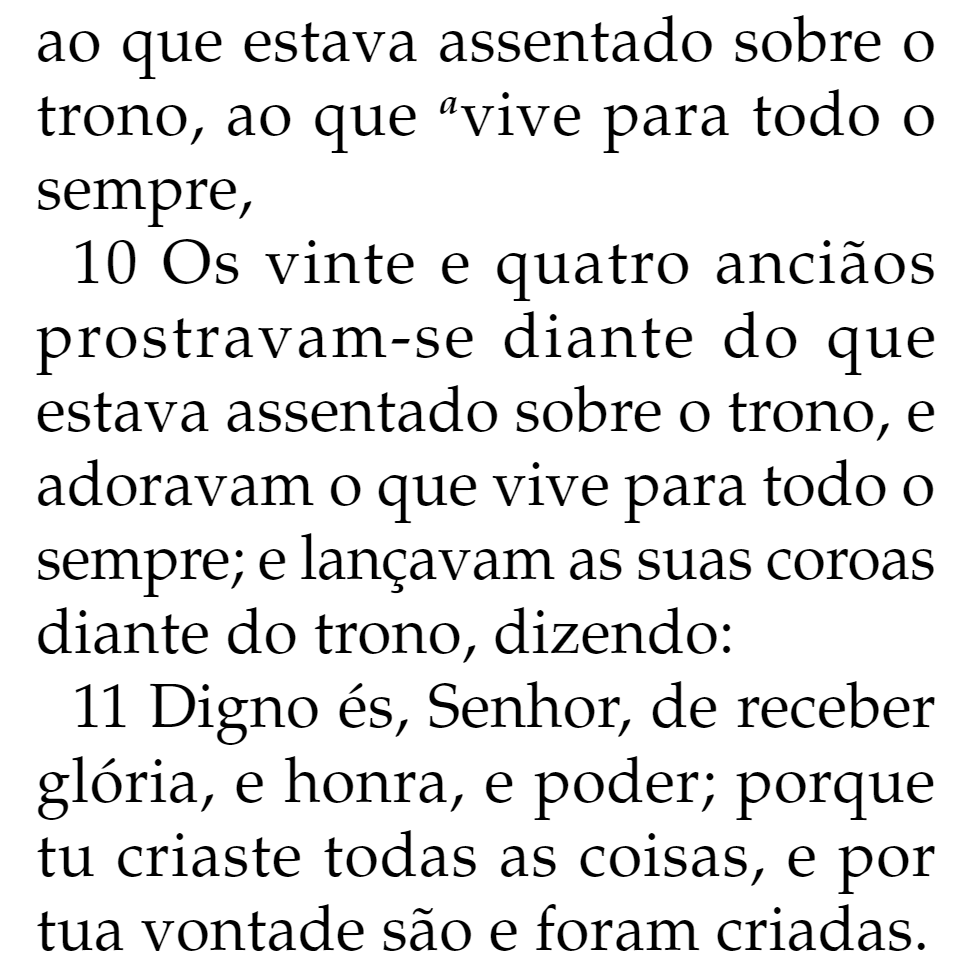 ao que estava assentado sobre o
trono, ao que ᵃvive para todo o
sempre,
10 Os vinte e quatro anciãos
prostravam-se diante do que
estava assentado sobre o trono, e
adoravam o que vive para todo o
sempre; e lançavam as suas coroas
diante do trono, dizendo:
11 Digno és, Senhor, de receber
glória, e honra, e poder; porque
tu criaste todas as coisas, e por
tua vontade são e foram criadas.